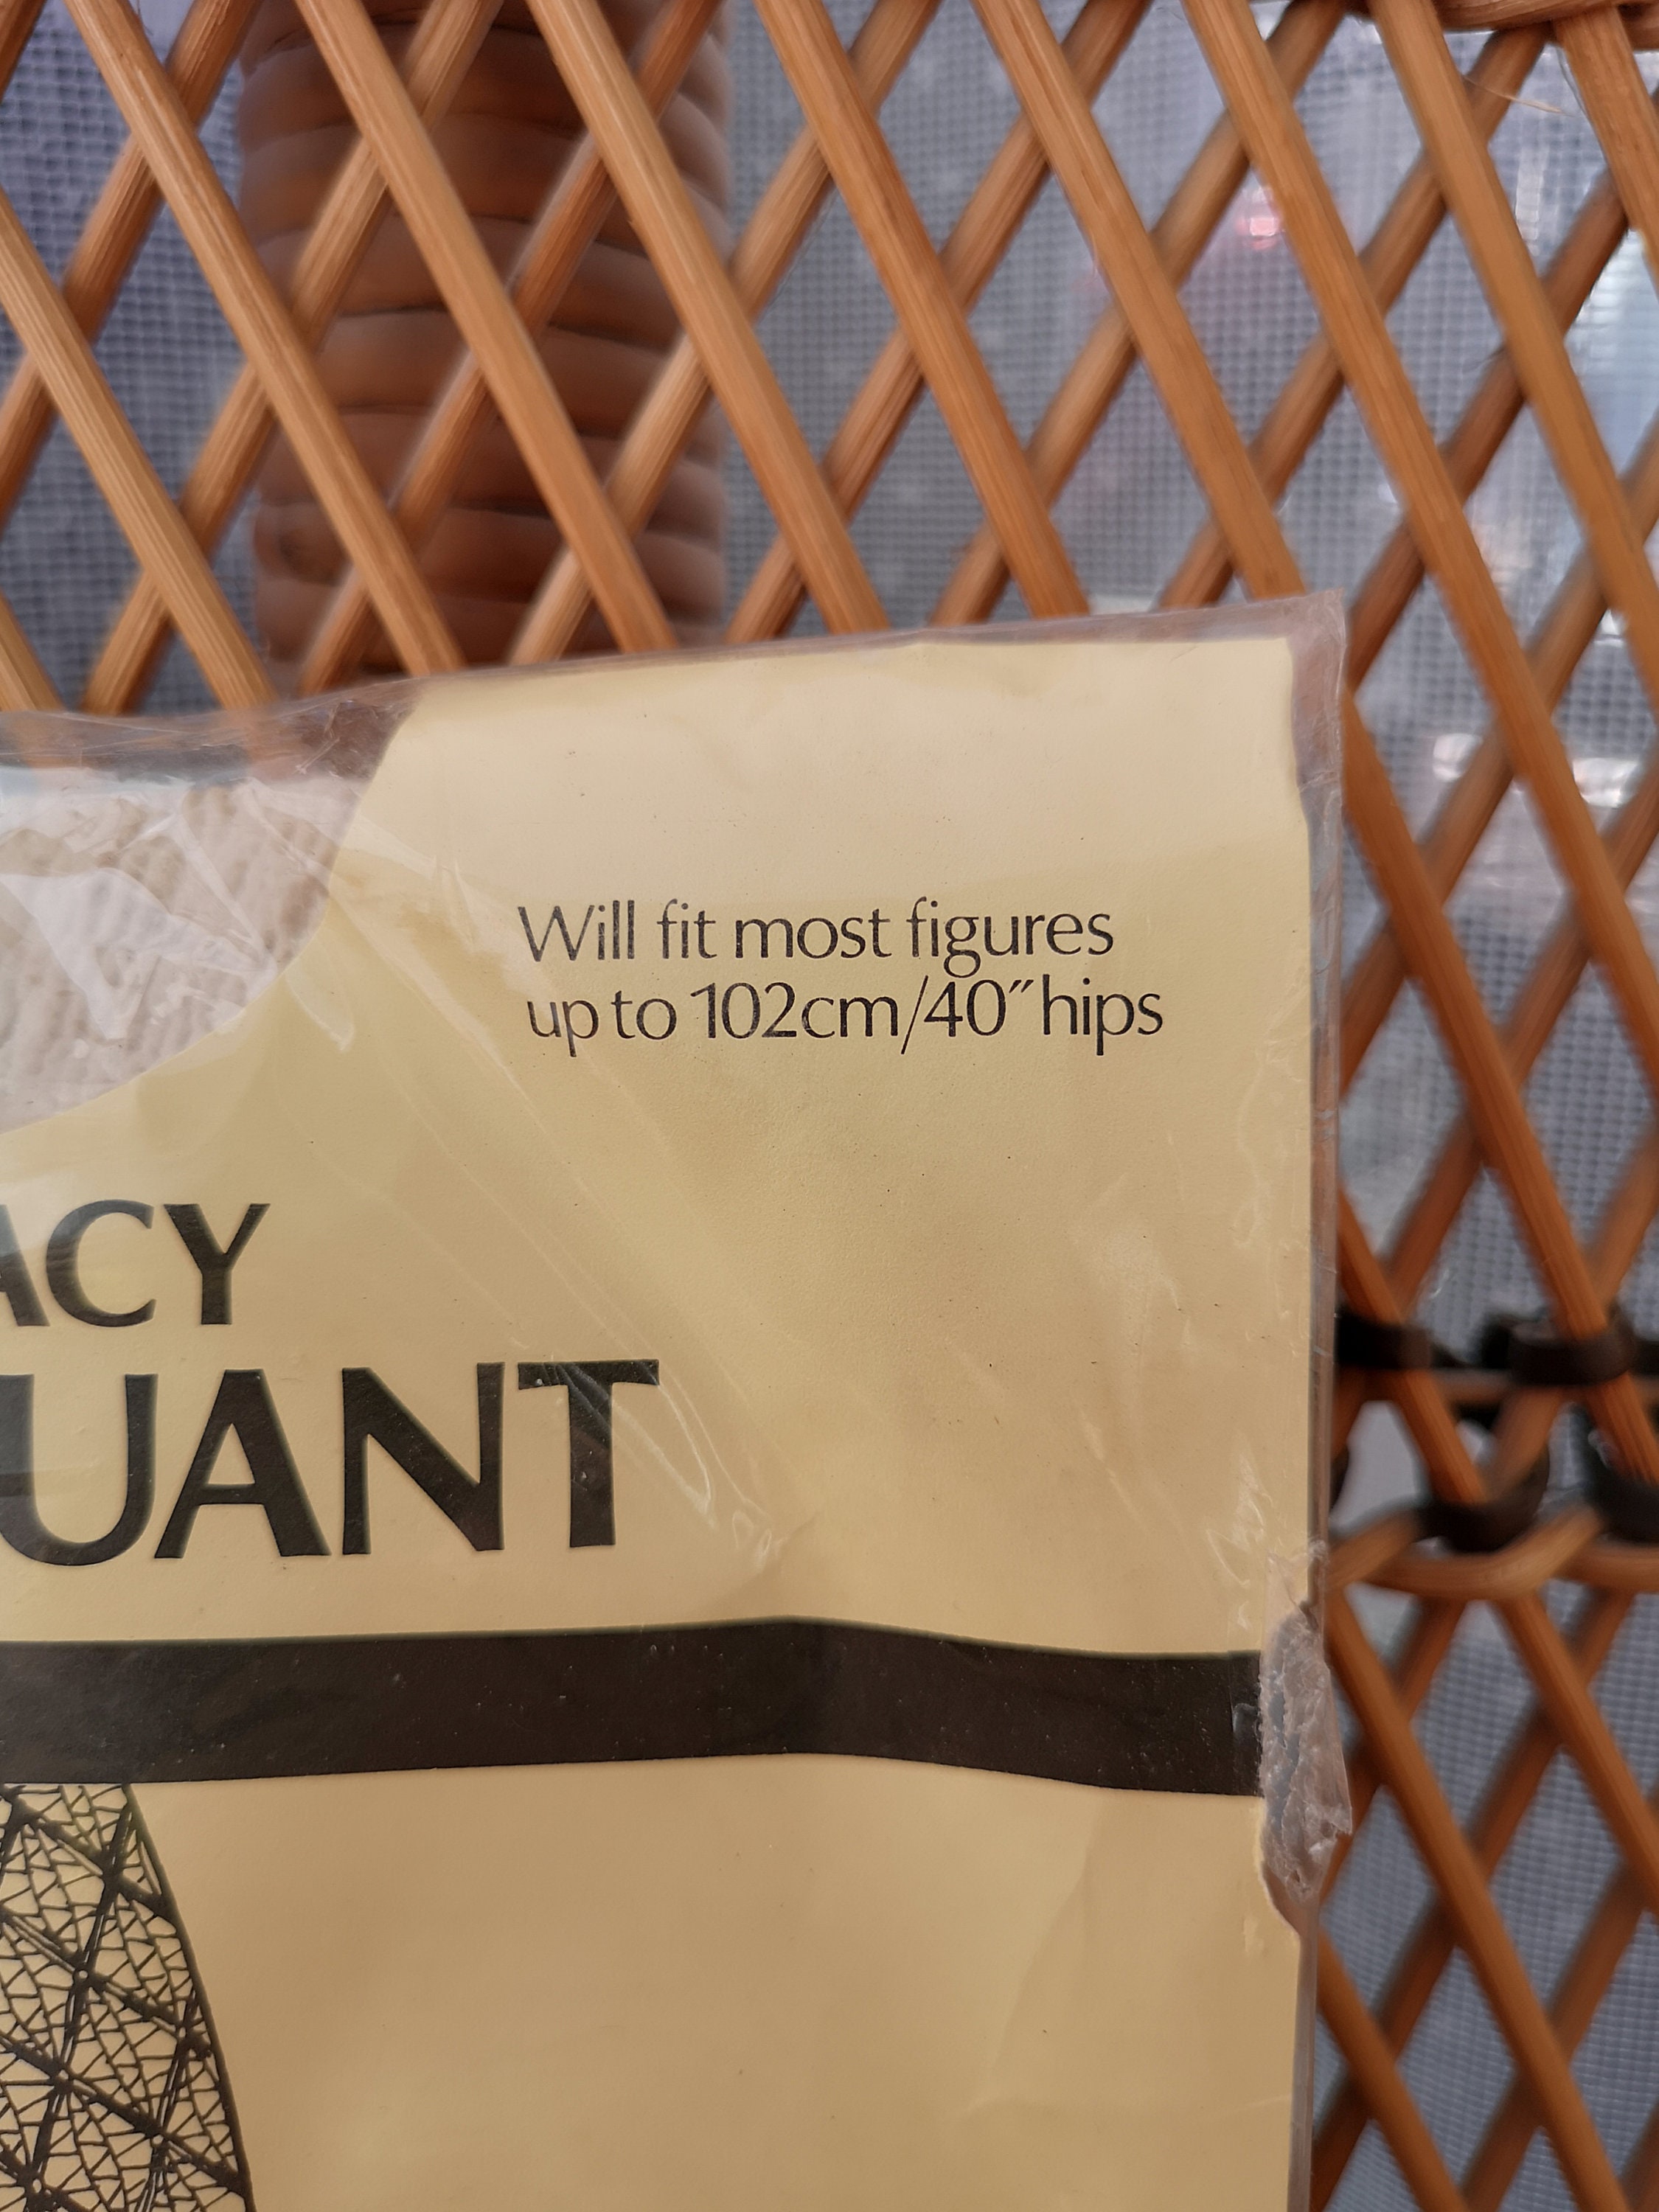 Will fit most figures
up to 102cm/40″ hips
ACY
UANT